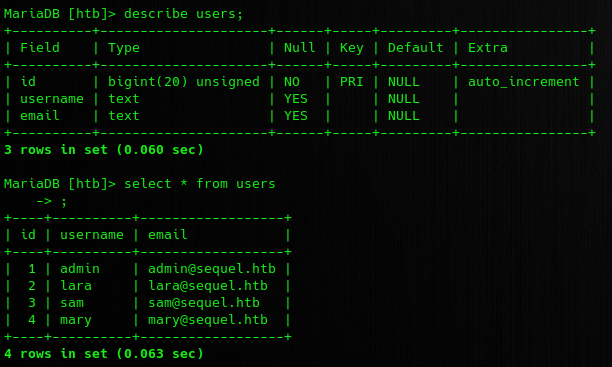 MariaDB [htb]> describe users;
+----------+---------------------+------+-----+---------+----------------+
| Field    | Type                | Null | Key | Default | Extra          |
+----------+---------------------+------+-----+---------+----------------+
| id       | bigint(20) unsigned | NO   | PRI | NULL    | auto_increment |
| username | text                | YES  |     | NULL    |                |
| email    | text                | YES  |     | NULL    |                |
+----------+---------------------+------+-----+---------+----------------+
3 rows in set (0.060 sec)

MariaDB [htb]> select * from users
    -> ;
+----+----------+------------------+
| id | username | email            |
+----+----------+------------------+
|  1 | admin    | admin@sequel.htb |
|  2 | lara     | lara@sequel.htb  |
|  3 | sam      | sam@sequel.htb   |
|  4 | mary     | mary@sequel.htb  |
+----+----------+------------------+
4 rows in set (0.063 sec)